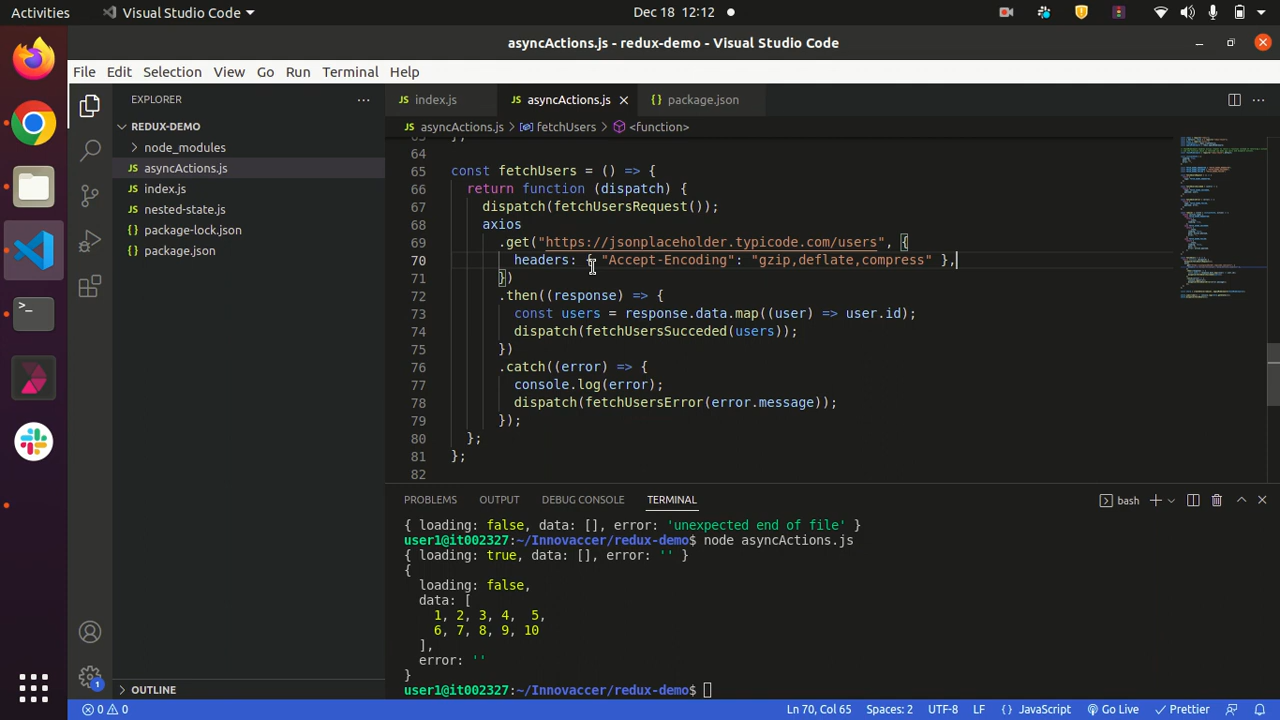 Activities
Visual Studio Code
Dec 18 12:12
asyncActions.js - redux-demo - Visual Studio Code
File Edit Selection View Go Run Terminal Help
EXPLORER
REDUX-DEMO
node_modules
asyncActions.js
index.js
nested-state.js
package-lock.json
package.json
OUTLINE
index.js
asyncActions.js
package.json
asyncActions.js > fetchUsers > <function>
64
65 const fetchUsers = () => {
66 return function (dispatch) {
67 dispatch(fetchUsersRequest());
68 axios
69 .get("https://jsonplaceholder.typicode.com/users", {
70 headers: { "Accept-Encoding": "gzip,deflate,compress" },
71 })
72 .then((response) => {
73 const users = response.data.map((user) => user.id);
74 dispatch(fetchUsersSucceded(users));
75 })
76 .catch((error) => {
77 console.log(error);
78 dispatch(fetchUsersError(error.message));
79 });
80 };
81 };
82
PROBLEMS OUTPUT DEBUG CONSOLE TERMINAL
bash
{ loading: false, data: [], error: 'unexpected end of file' }
user1@it002327:~/Innovaccer/redux-demo$ node asyncActions.js
{ loading: true, data: [], error: '' }
{
loading: false,
data: [
1, 2, 3, 4, 5,
6, 7, 8, 9, 10
],
error: ''
}
user1@it002327:~/Innovaccer/redux-demo$
1
0 0
Ln 70, Col 65
Spaces: 2
UTF-8
LF
{} JavaScript
Go Live
Prettier